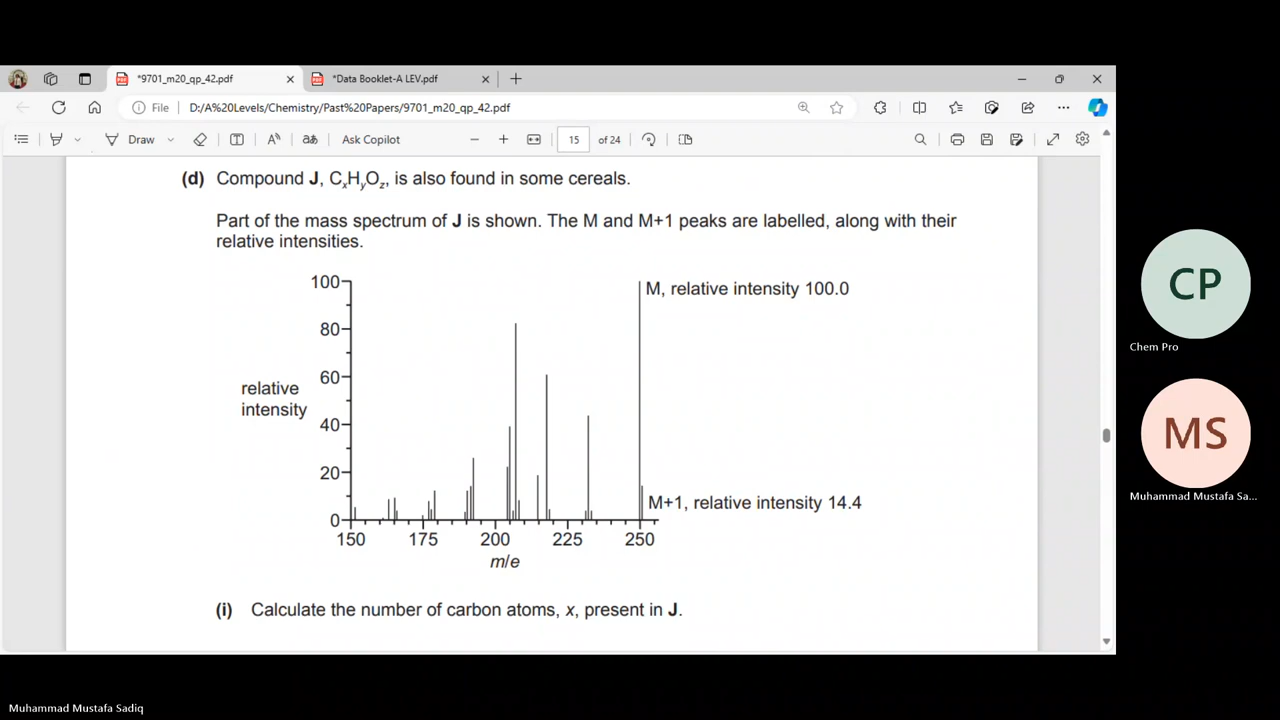 *9701_m20_qp_42.pdf
*Data Booklet-A LEV.pdf
File D:/A%20Levels/Chemistry/Past%20Papers/9701_m20_qp_42.pdf
Draw Ask Copilot 15 of 24
(d) Compound J, CxHyOz, is also found in some cereals.
Part of the mass spectrum of J is shown. The M and M+1 peaks are labelled, along with their
relative intensities.
100
M, relative intensity 100.0
80
60
relative
intensity
40
20
M+1, relative intensity 14.4
0
150 175 200 225 250
m/e
(i) Calculate the number of carbon atoms, x, present in J.
CP
Chem Pro
MS
Muhammad Mustafa Sa...
Muhammad Mustafa Sadiq